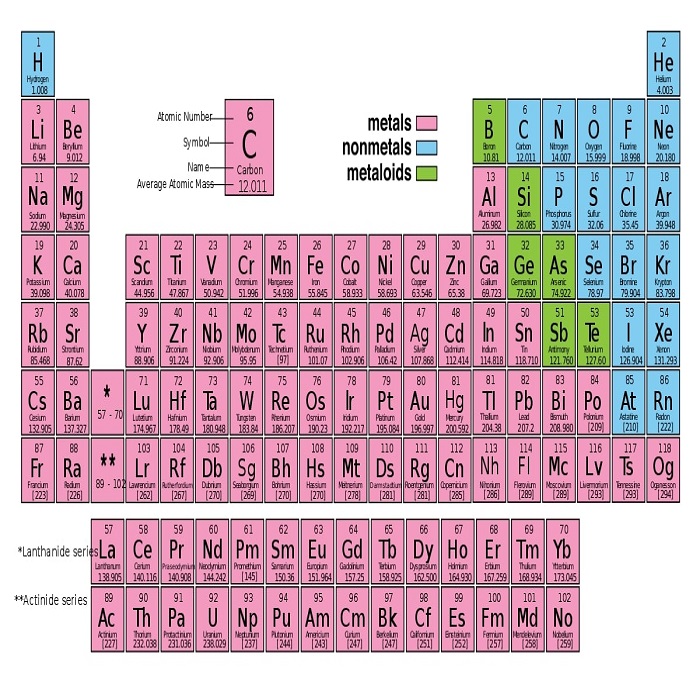 1 2
H He
Hydrogen Helium
1.008 4.003
3 4 5 6 7 8 9 10
Li Be B C N O F Ne
Lithium Beryllium Boron Carbon Nitrogen Oxygen Fluorine Neon
6.94 9.012 10.81 12.011 14.007 15.999 18.998 20.180
Atomic Number 6
Symbol C
Name Carbon
Average Atomic Mass 12.011
metals
nonmetals
metaloids
11 12 13 14 15 16 17 18
Na Mg Al Si P S Cl Ar
Sodium Magnesium Aluminum Silicon Phosphorus Sulfur Chlorine Argon
22.990 24.305 26.982 28.085 30.974 32.06 35.45 39.948
19 20 21 22 23 24 25 26 27 28 29 30 31 32 33 34 35 36
K Ca Sc Ti V Cr Mn Fe Co Ni Cu Zn Ga Ge As Se Br Kr
Potassium Calcium Scandium Titanium Vanadium Chromium Manganese Iron Cobalt Nickel Copper Zinc Gallium Germanium Arsenic Selenium Bromine Krypton
39.098 40.078 44.956 47.867 50.942 51.996 54.938 55.845 58.933 58.693 63.546 65.38 69.723 72.630 74.922 78.97 79.904 83.798
37 38 39 40 41 42 43 44 45 46 47 48 49 50 51 53 53 54
Rb Sr Y Zr Nb Mo Tc Ru Rh Pd Ag Cd In Sn Sb Te I Xe
Rubidium Strontium Yttrium Zirconium Niobium Molybdenum Technetium Ruthenium Rhodium Palladium Silver Cadmium Indium Tin Antimony Tellurium Iodine Xenon
85.468 87.62 88.906 91.224 92.906 95.95 [97] 101.07 102.906 106.42 107.868 112.414 114.818 118.710 121.760 127.60 126.904 131.293
55 56 71 72 73 74 75 76 77 78 79 80 81 82 83 84 85 86
Cs Ba * Lu Hf Ta W Re Os Ir Pt Au Hg Tl Pb Bi Po At Rn
Cesium Barium 57 - 70 Lutetium Hafnium Tantalum Tungsten Rhenium Osmium Iridium Platinum Gold Mercury Thallium Lead Bismuth Polonium Astatine Radon
132.905 137.327 174.967 178.49 180.948 183.84 186.207 190.23 192.217 195.084 196.997 200.592 204.38 207.2 208.980 [209] [210] [222]
87 88 103 104 105 106 107 108 109 110 111 112 113 114 115 116 117 118
Fr Ra ** Lr Rf Db Sg Bh Hs Mt Ds Rg Cn Nh Fl Mc Lv Ts Og
Francium Radium 89 - 102 Lawrencium Rutherfordium Dubnium Seaborgium Bohrium Hassium Meitnerium Darmstadtium Roentgenium Copernicium Nihonium Flerovium Moscovium Livermorium Tennessine Oganesson
[223] [226] [262] [267] [270] [269] [270] [270] [278] [281] [281] [285] [286] [289] [289] [293] [293] [294]
57 58 59 60 61 62 63 64 65 66 67 68 69 70
*Lanthanide series La Ce Pr Nd Pm Sm Eu Gd Tb Dy Ho Er Tm Yb
Lanthanum Cerium Praseodymium Neodymium Promethium Samarium Europium Gadolinium Terbium Dysprosium Holmium Erbium Thulium Ytterbium
138.905 140.116 140.908 144.242 [145] 150.36 151.964 157.25 158.925 162.500 164.930 167.259 168.934 173.045
89 90 91 92 93 94 95 96 97 98 99 100 101 102
**Actinide series Ac Th Pa U Np Pu Am Cm Bk Cf Es Fm Md No
Actinium Thorium Protactinium Uranium Neptunium Plutonium Americium Curium Berkelium Californium Einsteinium Fermium Mendelevium Nobelium
[227] 232.038 231.036 238.029 [237] [244] [243] [247] [247] [251] [252] [257] [258] [259]